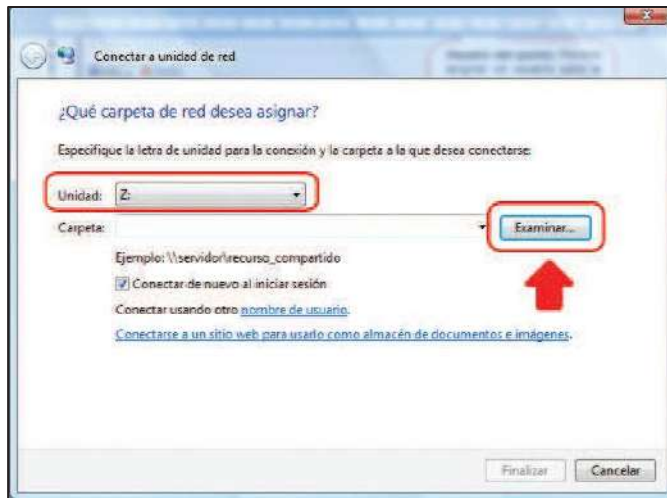 Conectar a unidad de red
¿Qué carpeta de red desea asignar?
Especifique la letra de unidad para la conexión y la carpeta a la que desea conectarse:
Unidad: Z:
Carpeta: Examinar...
Ejemplo: \\servidor\recurso_compartido
Conectar de nuevo al iniciar sesión
Conectar usando otro nombre de usuario.
Conectarse a un sitio web para usarlo como almacén de documentos e imágenes.
Finalizar Cancelar